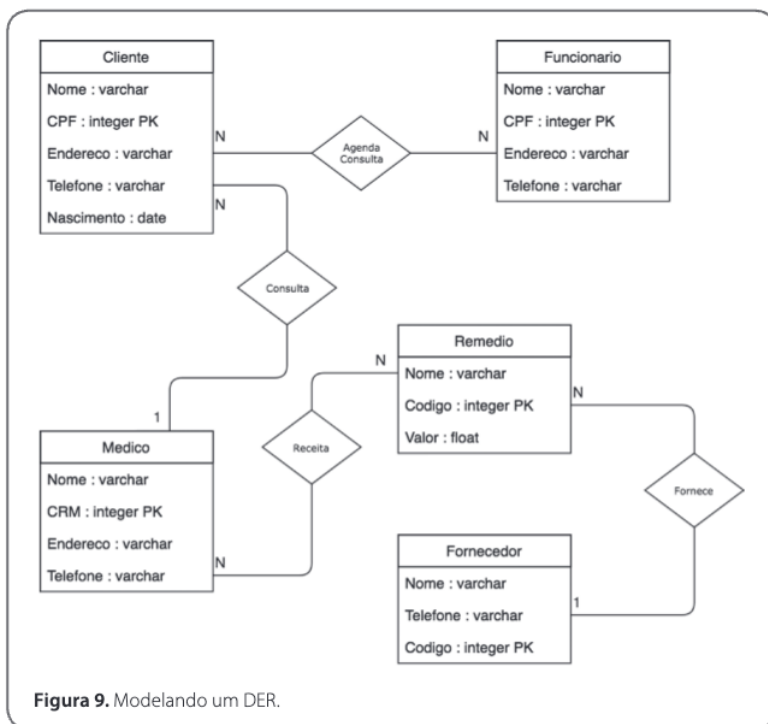 Cliente
Nome : varchar
CPF : integer PK
Endereco : varchar
Telefone : varchar
Nascimento : date
N
N
Agenda
Consulta
N
Funcionario
Nome : varchar
CPF : integer PK
Endereco : varchar
Telefone : varchar
Consulta
1
Medico
Nome : varchar
CRM : integer PK
Endereco : varchar
Telefone : varchar
N
Receita
N
Remedio
Nome : varchar
Codigo : integer PK
Valor : float
N
Fornece
1
Fornecedor
Nome : varchar
Telefone : varchar
Codigo : integer PK
Figura 9. Modelando um DER.